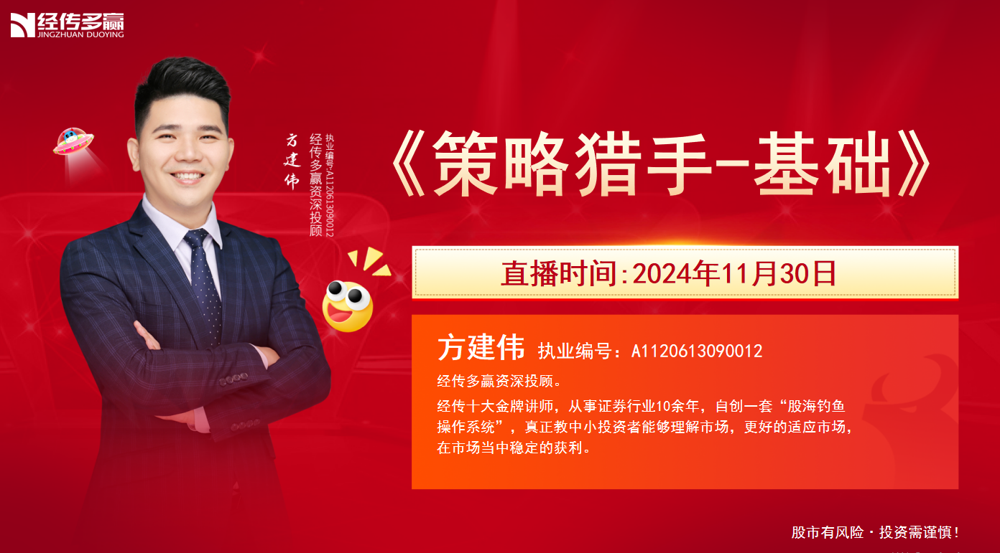 经传多赢
JINGZHUAN DUOYING
方建伟
经传多赢资深投顾
执业编号:A1120613090012
《策略猎手-基础》
直播时间:2024年11月30日
方建伟 执业编号：A1120613090012
经传多赢资深投顾。
经传十大金牌讲师，从事证券行业10余年，自创一套“股海钓鱼
操作系统”，真正教中小投资者能够理解市场，更好的适应市场，
在市场当中稳定的获利。
股市有风险·投资需谨慎！